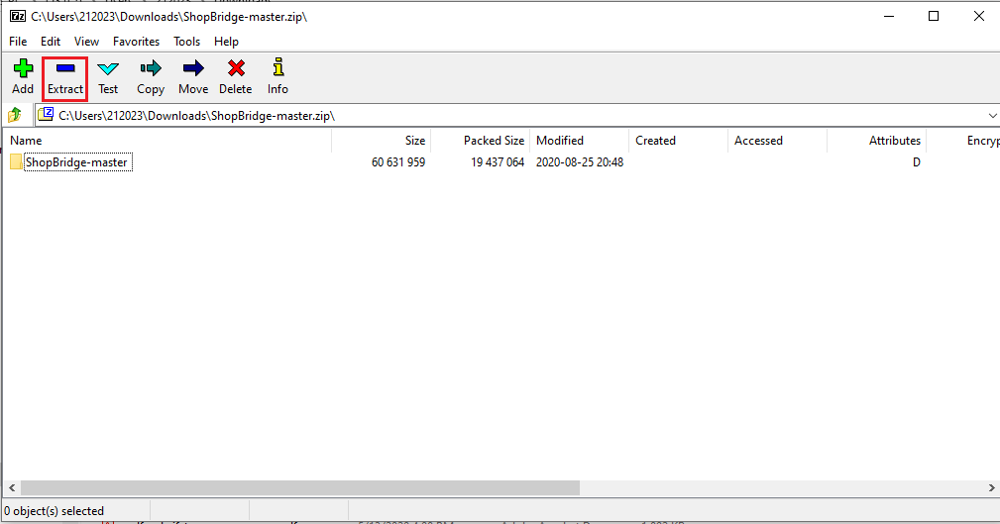 C:\Users\212023\Downloads\ShopBridge-master.zip\
File Edit View Favorites Tools Help
Add Extract Test Copy Move Delete Info
C:\Users\212023\Downloads\ShopBridge-master.zip\
Name Size Packed Size Modified Created Accessed Attributes Encryp
ShopBridge-master 60 631 959 19 437 064 2020-08-25 20:48 D
0 object(s) selected